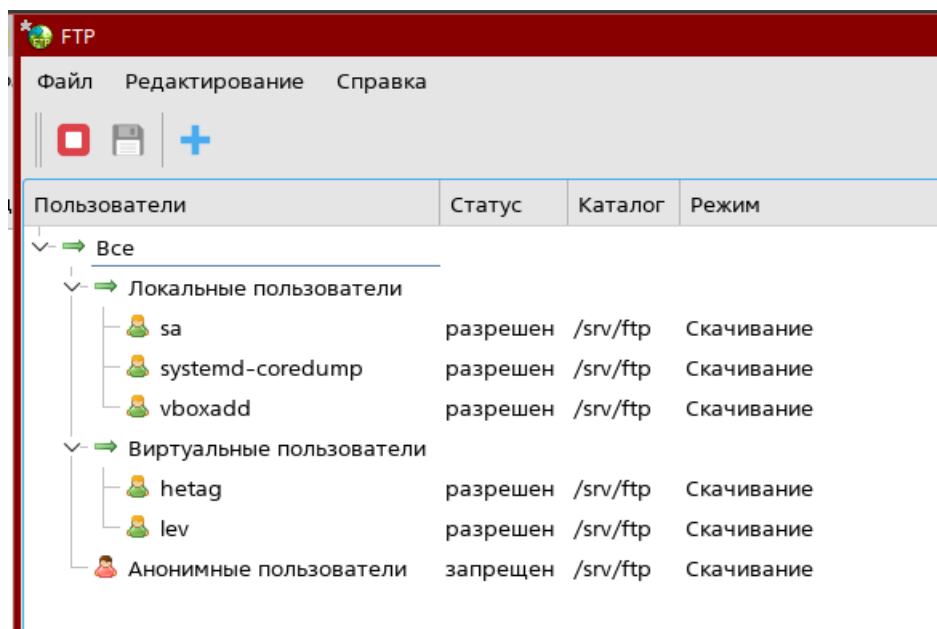 FTP
Файл Редактирование Справка
Пользователи Статус Каталог Режим
Все
Локальные пользователи
sa разрешен /srv/ftp Скачивание
systemd-coredump разрешен /srv/ftp Скачивание
vboxadd разрешен /srv/ftp Скачивание
Виртуальные пользователи
hetag разрешен /srv/ftp Скачивание
lev разрешен /srv/ftp Скачивание
Анонимные пользователи запрещен /srv/ftp Скачивание